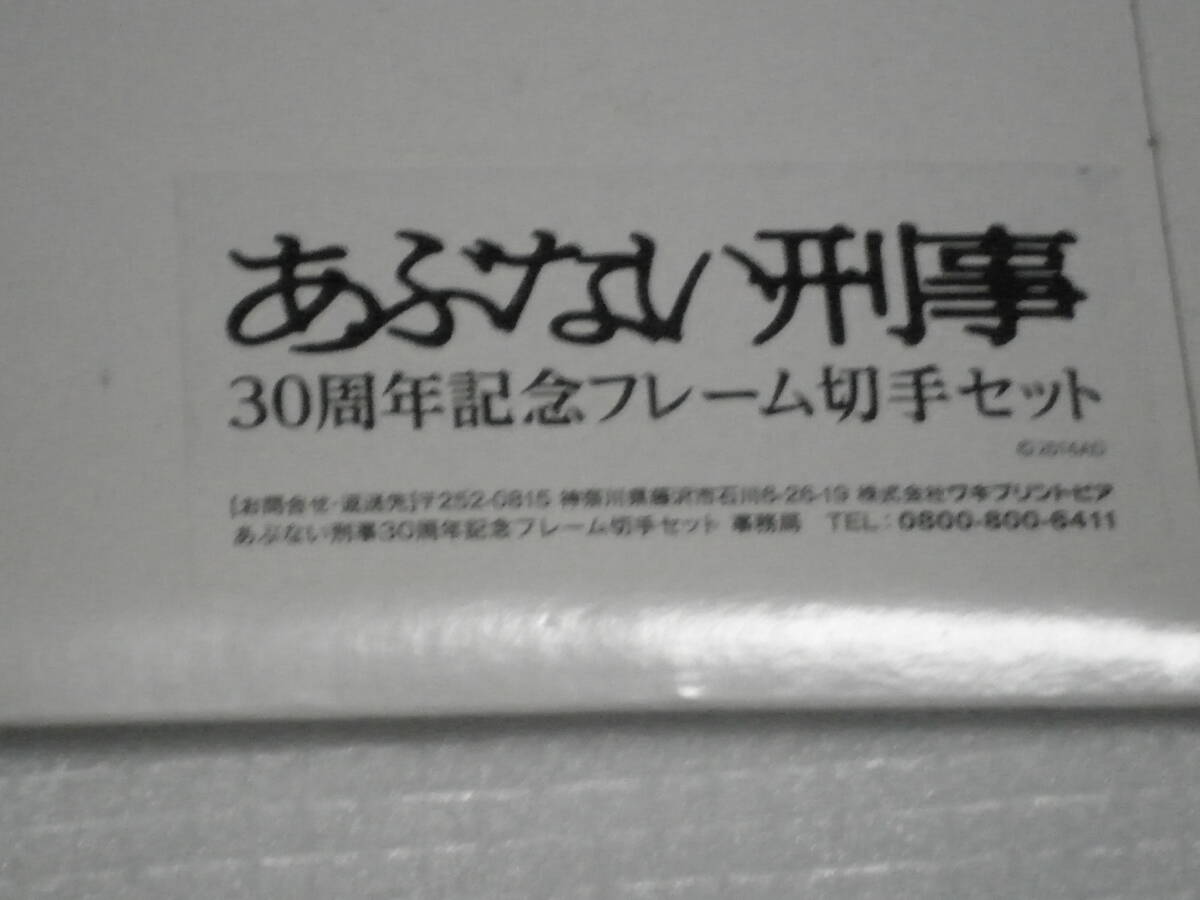 あぶない刑事
30周年記念フレーム切手セット
[お問合せ・返送先]〒252-0815 神奈川県藤沢市石川6-26-19 株式会社ワキプリントピア
あぶない刑事30周年記念フレーム切手セット 事務局 TEL:0800-800-6411